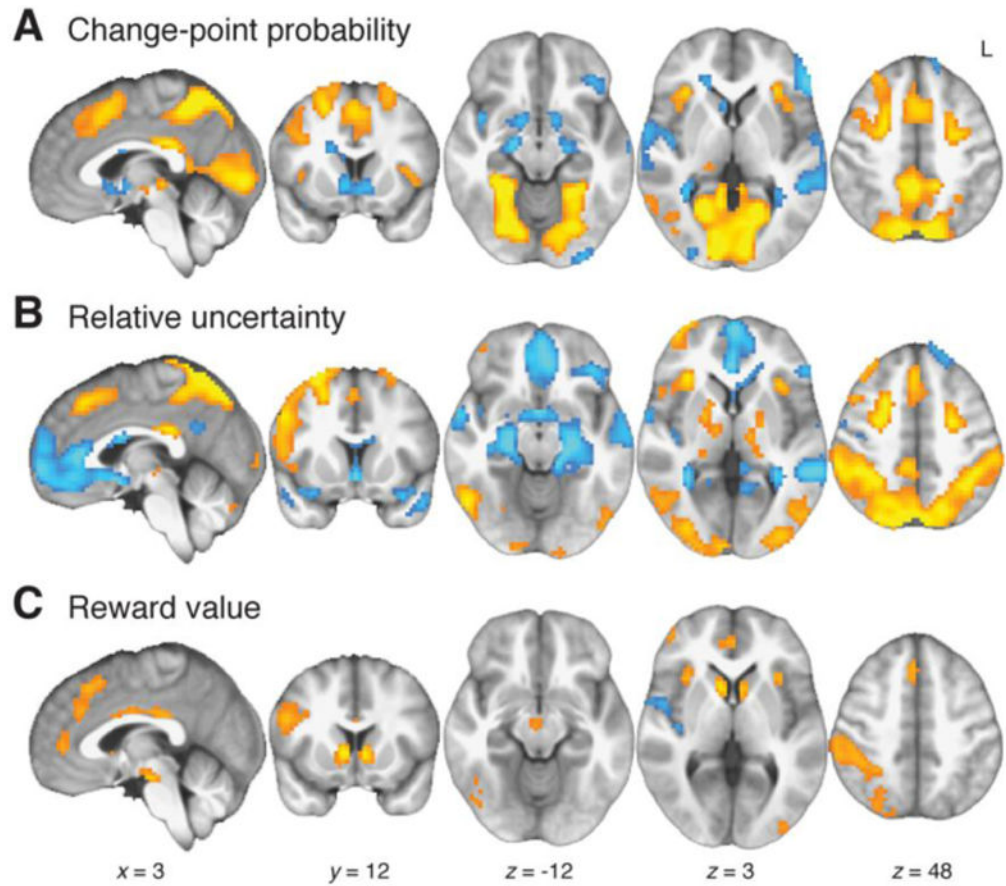 A Change-point probability
L
B Relative uncertainty
C Reward value
x = 3 y = 12 z = -12 z = 3 z = 48